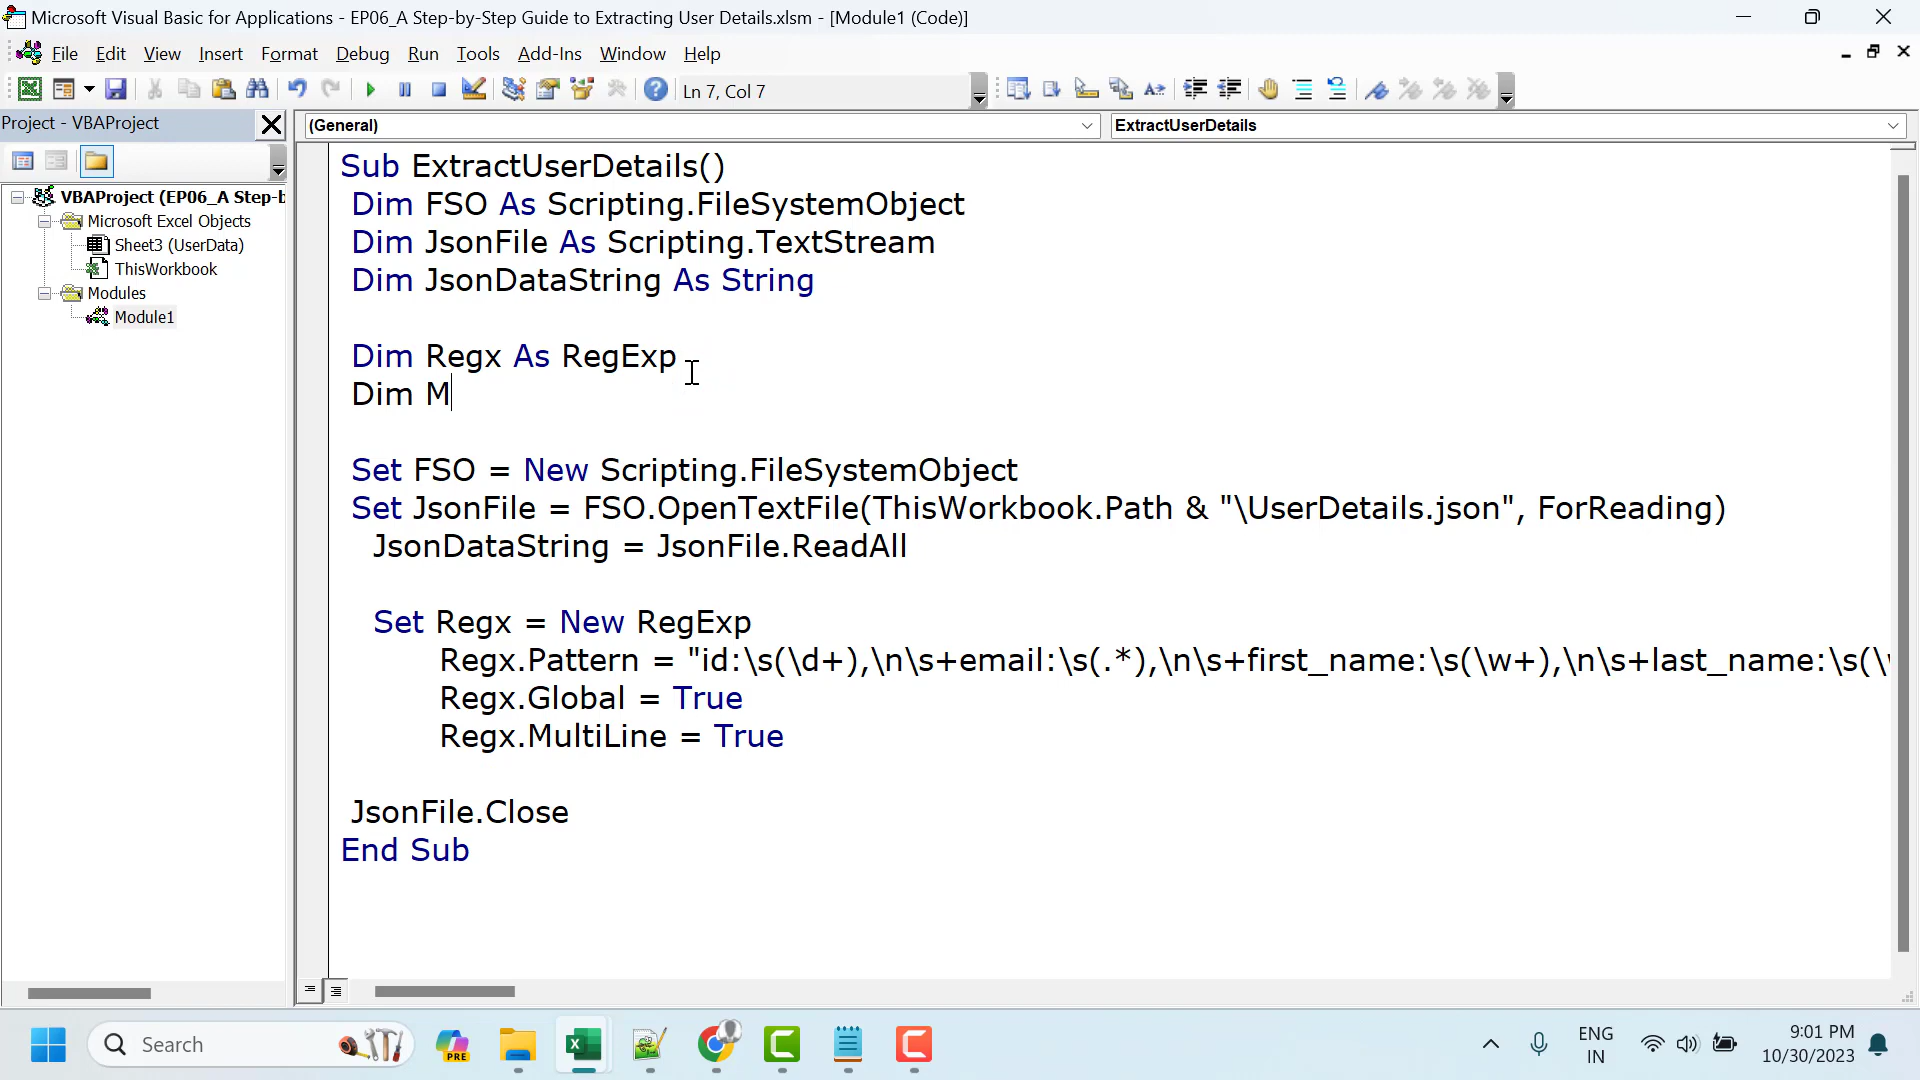 Microsoft Visual Basic for Applications - EP06_A Step-by-Step Guide to Extracting User Details.xlsm - [Module1 (Code)]
File Edit View Insert Format Debug Run Tools Add-Ins Window Help
Ln 7, Col 7
Project - VBAProject
(General)
ExtractUserDetails
VBAProject (EP06_A Step-b
Microsoft Excel Objects
Sheet3 (UserData)
ThisWorkbook
Modules
Module1
Sub ExtractUserDetails()
Dim FSO As Scripting.FileSystemObject
Dim JsonFile As Scripting.TextStream
Dim JsonDataString As String
Dim Regx As RegExp
Dim M
Set FSO = New Scripting.FileSystemObject
Set JsonFile = FSO.OpenTextFile(ThisWorkbook.Path & "\UserDetails.json", ForReading)
JsonDataString = JsonFile.ReadAll
Set Regx = New RegExp
Regx.Pattern = "id:\s(\d+),\n\s+email:\s(.*),\n\s+first_name:\s(\w+),\n\s+last_name:\s(\
Regx.Global = True
Regx.MultiLine = True
JsonFile.Close
End Sub
Search
PRE
ENG
IN
9:01 PM
10/30/2023